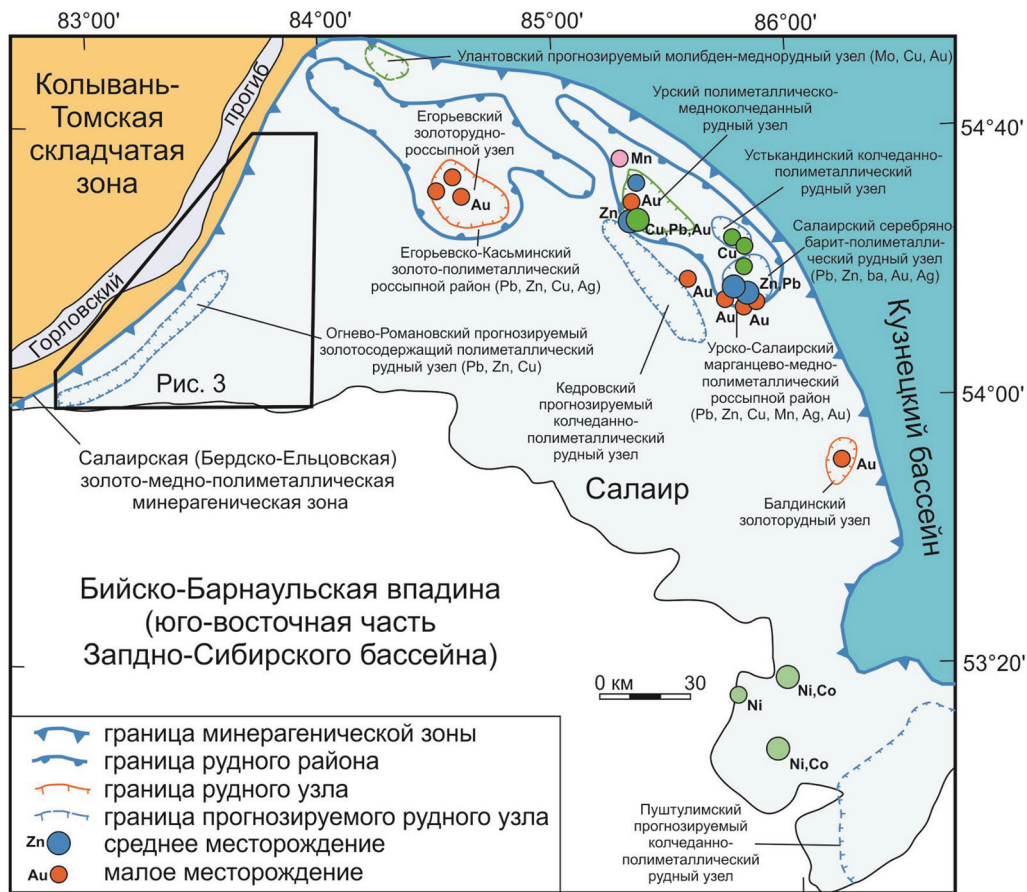 83°00'
84°00'
85°00'
86°00'
Колывань-
Томская
складчатая
зона
прогиб
Горловский
Улантовский прогнозируемый молибден-меднорудный узел (Mo, Cu, Au)
Егорьевский
золоторудно-
россыпной узел
Au
Урский полиметаллическо-
медноколчеданный
рудный узел
54°40'
Mn
Устькандинский колчеданно-
полиметаллический
рудный узел
Au
Zn
Cu,Pb,Au
Cu
Салаирский серебряно-
барит-полиметалли-
ческий рудный узел
(Pb, Zn, ba, Au, Ag)
Егорьевско-Касьминский
золото-полиметаллический
россыпной район
(Pb, Zn, Cu, Ag)
Au
Zn,Pb
Au
Au
Огнево-Романовский прогнозируемый
золотосодержащий полиметаллический
рудный узел (Pb, Zn, Cu)
Рис. 3
Кедровский
прогнозируемый
колчеданно-
полиметаллический
рудный узел
Урско-Салаирский
марганцево-медно-
полиметаллический
россыпной район
(Pb, Zn, Cu, Mn, Ag, Au)
Кузнецкий бассейн
54°00'
Салаирская (Бердско-Ельцовская)
золото-медно-полиметаллическая
минерагеническая зона
Салаир
Au
Балдинский
золоторудный узел
Бийско-Барнаульская впадина
(юго-восточная часть
Запдно-Сибирского бассейна)
53°20'
0 км 30
Ni,Co
Ni
Ni,Co
Пуштулимский
прогнозируемый
колчеданно-
полиметаллический
рудный узел
граница минерагенической зоны
граница рудного района
граница рудного узла
граница прогнозируемого рудного узла
Zn среднее месторождение
Au малое месторождение